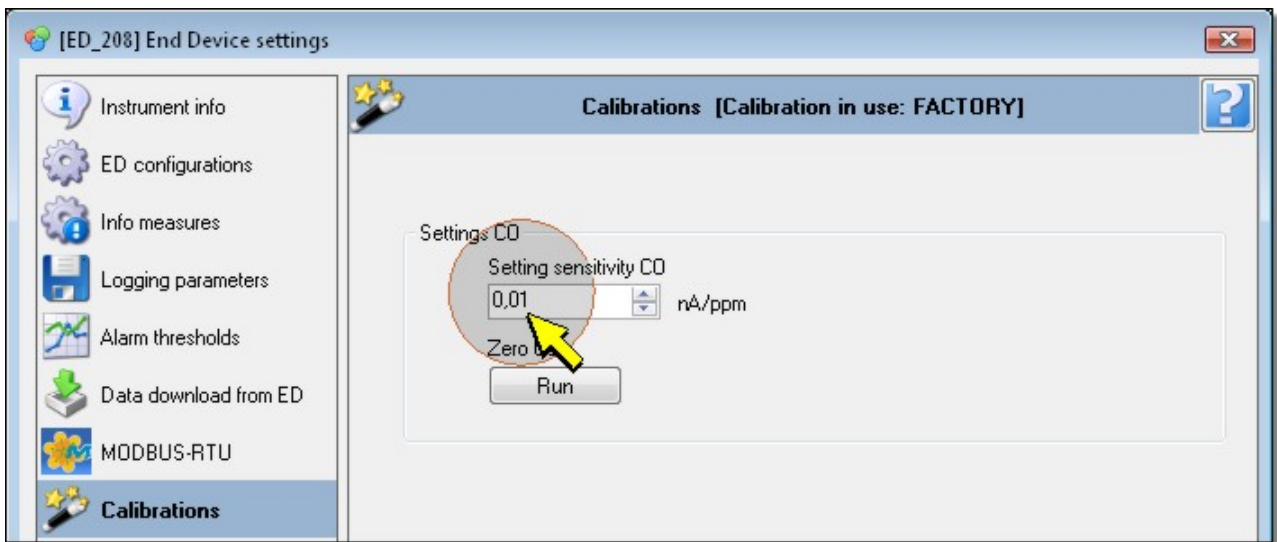 [ED_208] End Device settings
Instrument info
ED configurations
Info measures
Logging parameters
Alarm thresholds
Data download from ED
MODBUS-RTU
Calibrations
Calibrations [Calibration in use: FACTORY]
Settings CO
Setting sensitivity CO
0,01 nA/ppm
Zero
Run